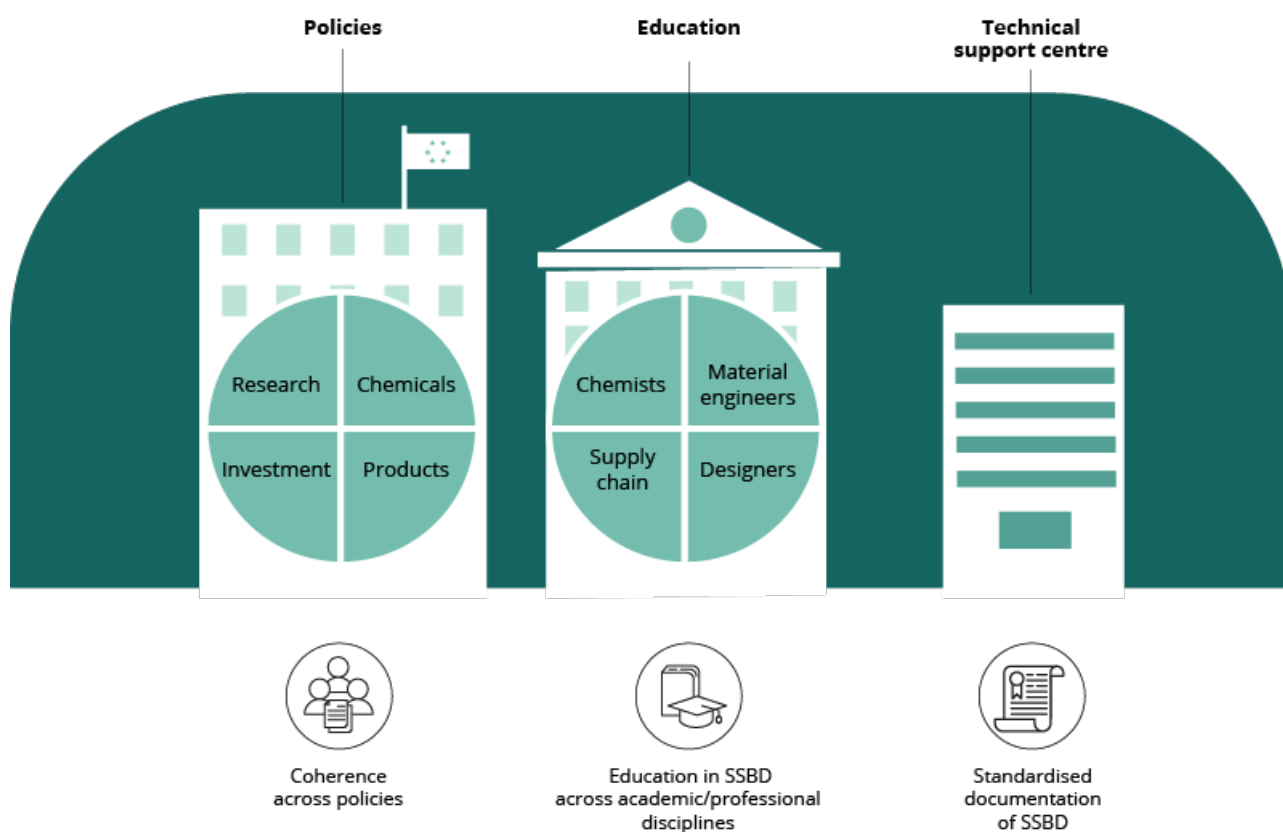 Policies
Education
Technical
support centre
Research
Chemicals
Investment
Products
Chemists
Material
engineers
Supply
chain
Designers
Coherence
across policies
Education in SSBD
across academic/professional
disciplines
Standardised
documentation
of SSBD